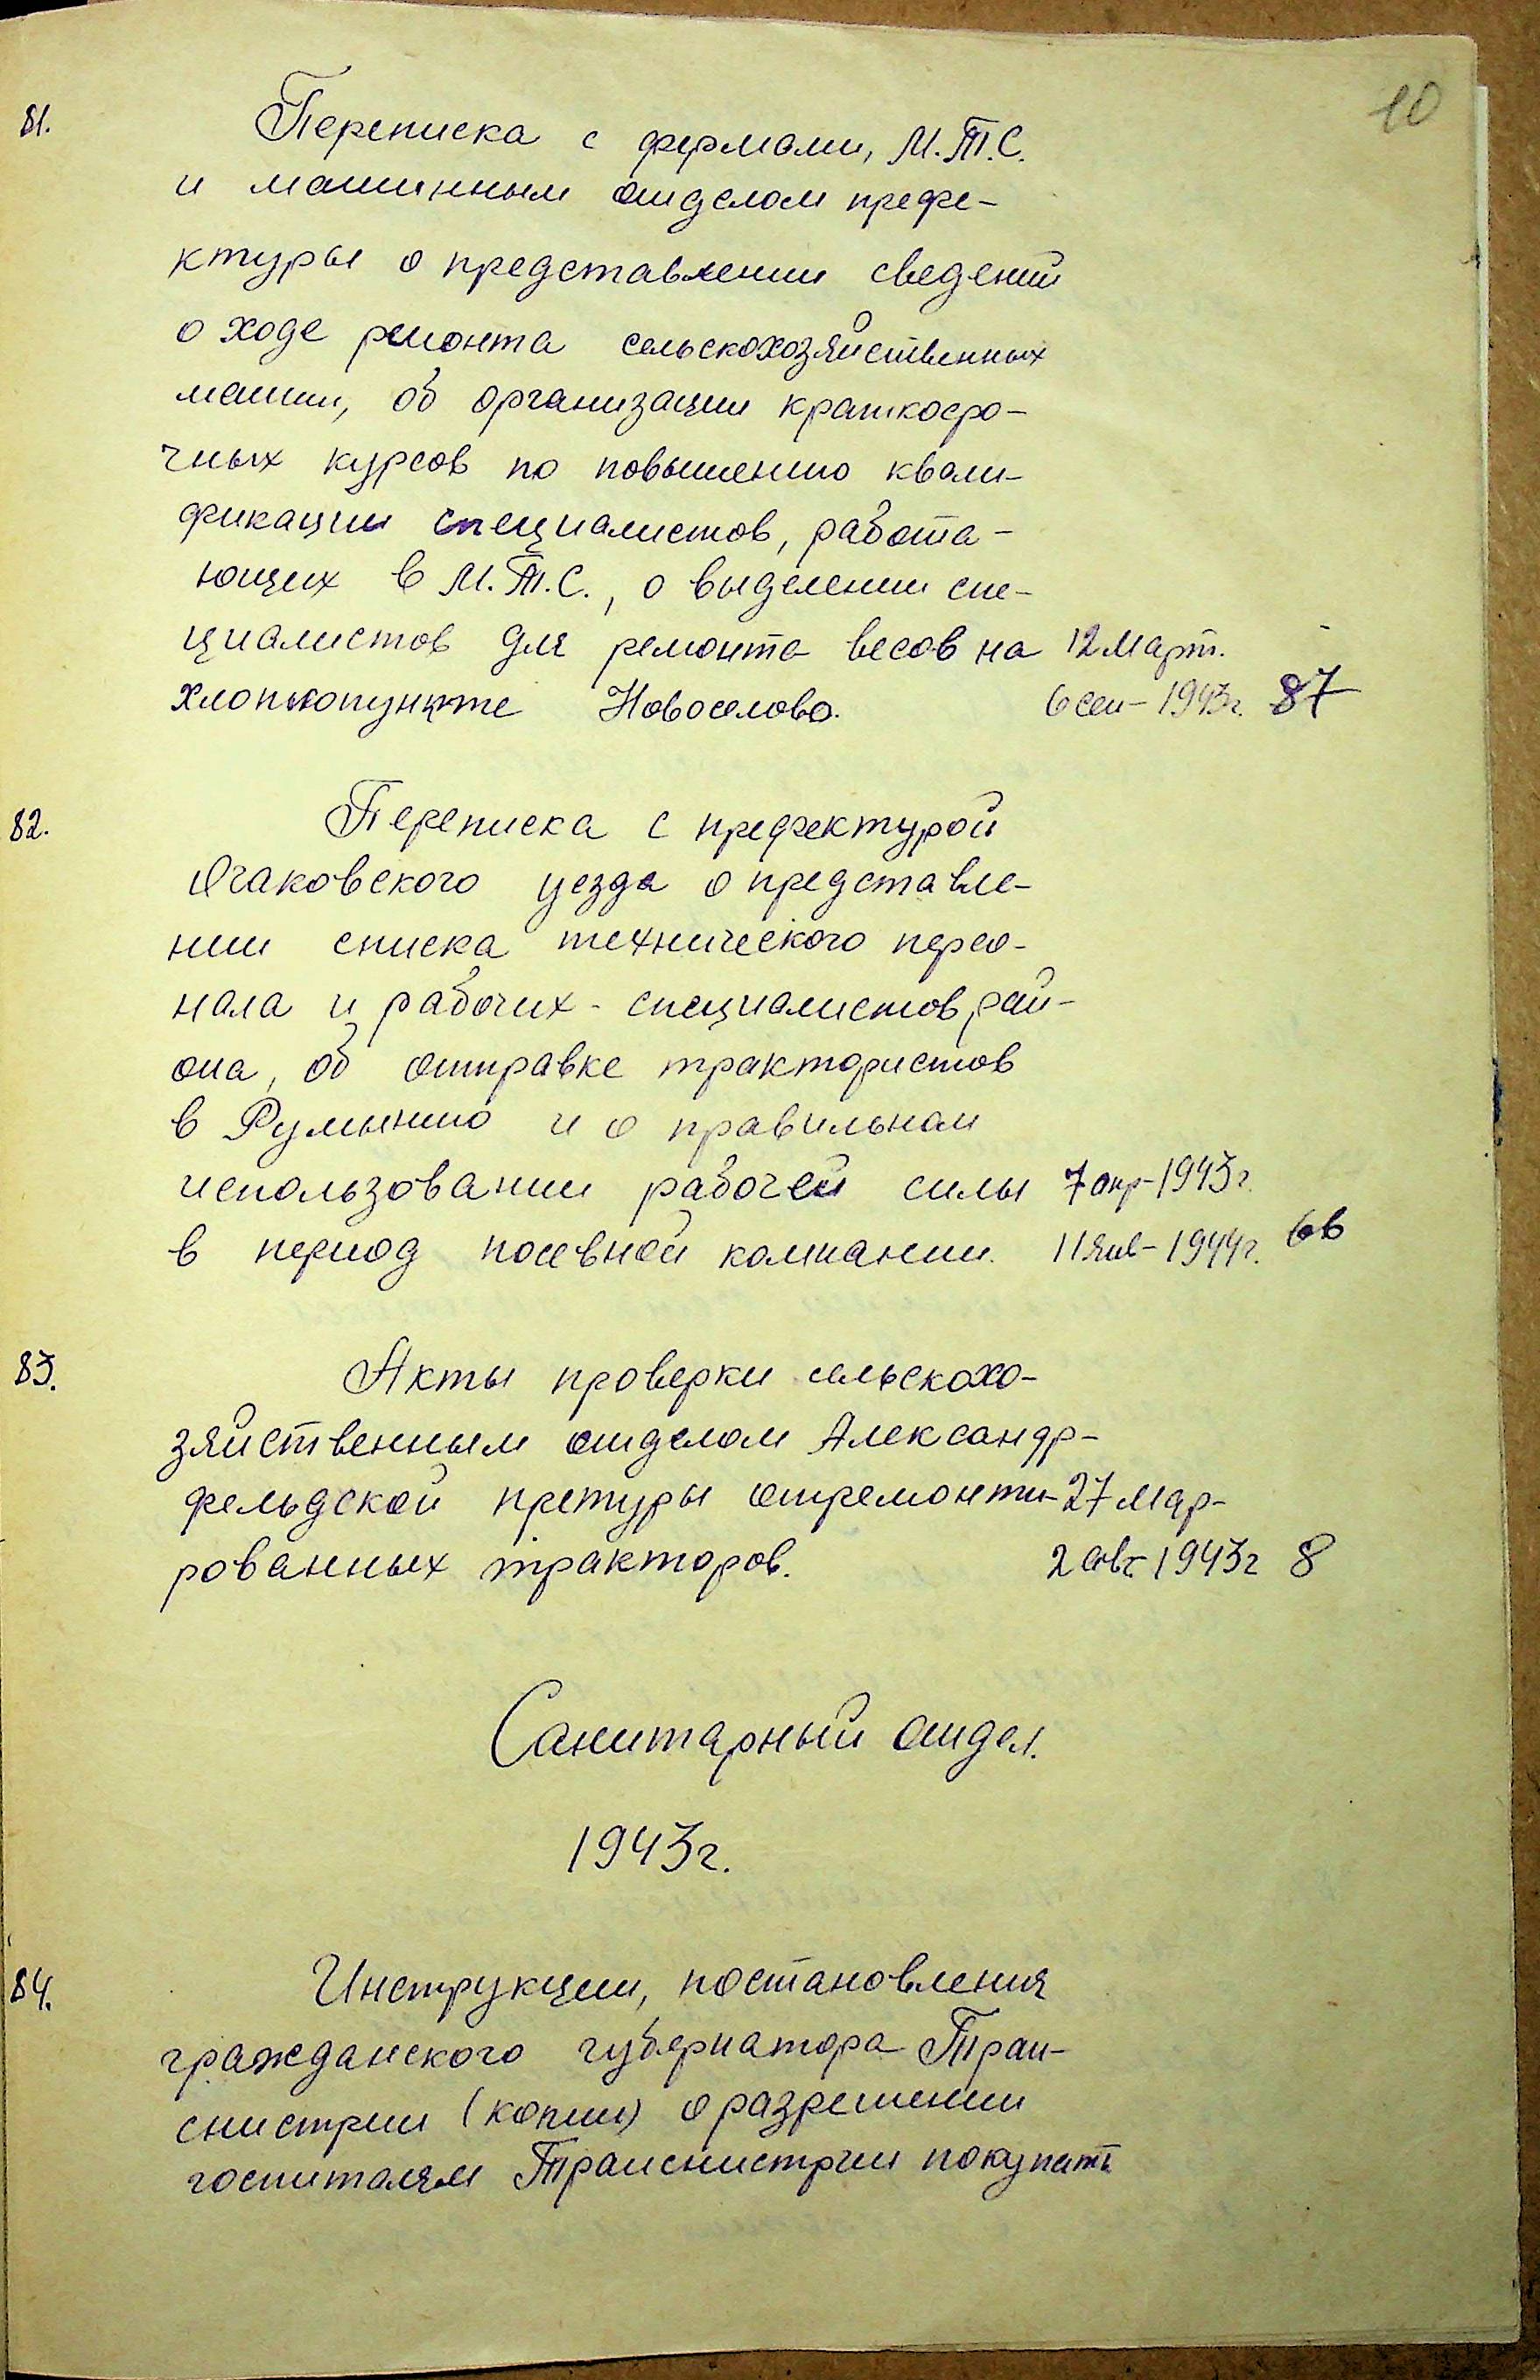 10
81. Переписка с фермами, М.Т.С.
и машинным отделом префе-
ктуры о представлении сведений
о ходе ремонта сельскохозяйственных
машин, об организации краткосро-
чных курсов по повышению квали-
фикации специалистов, работа-
ющих в М.Т.С., о выделении спе-
циалистов для ремонта весов на 12 март.
хлопкопункте Новоселово. 6 сен-1943г. 87
82. Переписка с префектурой
Очаковского уезда о представле-
нии списка технического персо-
нала и рабочих-специалистов рай-
она, об отправке трактористов
в Румынию и о правильном
использовании рабочей силы 7 апр-1943г.
в период посевной компании. 11 янв-1944г. 66
83. Акты проверки сельскохо-
зяйственным отделом Александр-
фельдской претуры отремонти- 27 мар-
рованных тракторов. 2 авг-1943г 8
Санитарный отдел.
1943г.
84. Инструкции, постановления
гражданского губернатора Тран-
снистрии (копии) о разрешении
госпиталям Транснистрии покупать